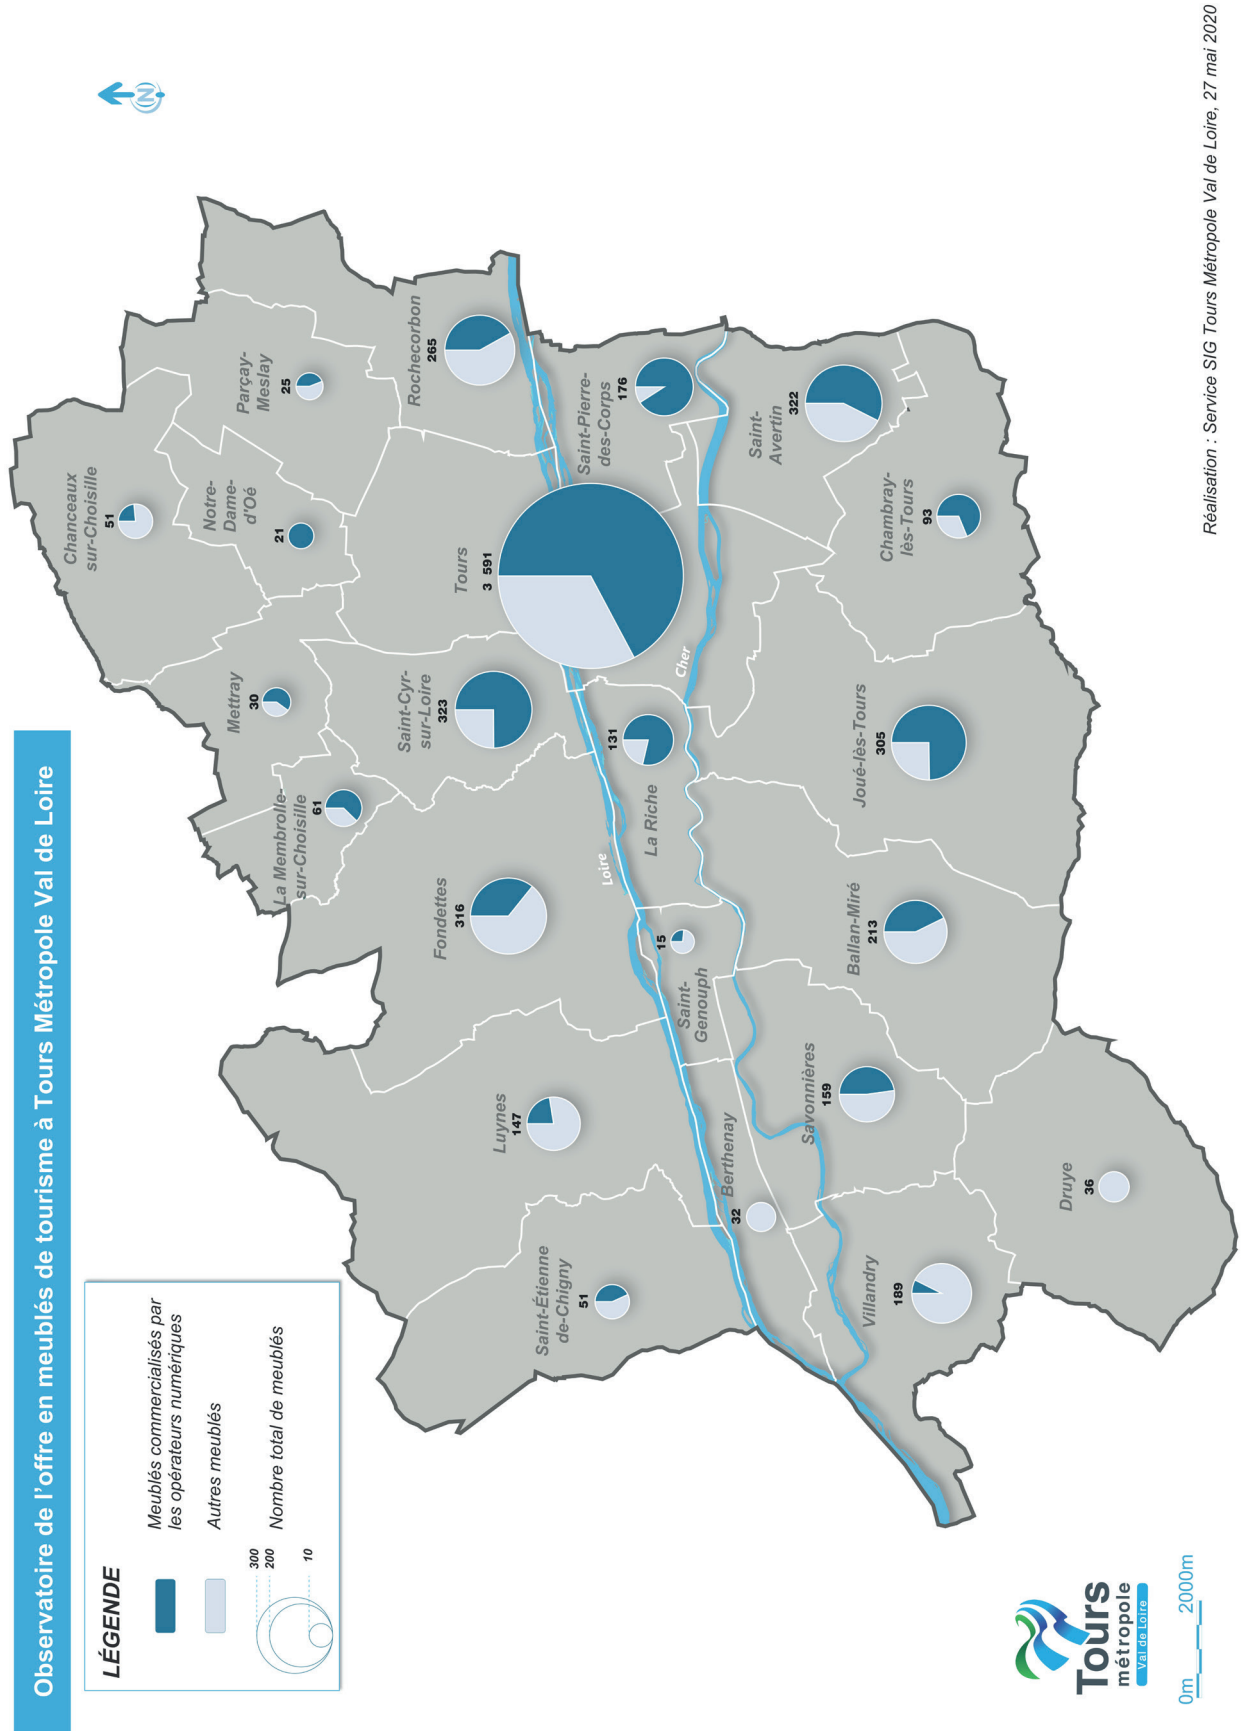 Observatoire de l'offre en meublés de tourisme à Tours Métropole Val de Loire
LÉGENDE
Meublés commercialisés par
les opérateurs numériques
Autres meublés
Nombre total de meublés
300
200
10
N
Chanceaux
sur-Choisille
51
Notre-
Dame-
d'Oé
21
Parçay-
Meslay
25
Mettray
30
La Membrolle-
sur-Choisille
61
Rochecorbon
265
Saint-Cyr-
sur-Loire
323
Tours
3 591
Fondettes
316
Luynes
147
Saint-Étienne
de-Chigny
51
Saint-Pierre-
des-Corps
176
Loire
La Riche
131
Cher
Saint-
Genouph
15
Berthenay
32
Saint-
Avertin
322
Chambray-
lès-Tours
93
Joué-lès-Tours
305
Ballan-Miré
213
Savonnières
159
Villandry
189
Druye
36
Tours
métropole
Val de Loire
0m 2000m
Réalisation : Service SIG Tours Métropole Val de Loire, 27 mai 2020